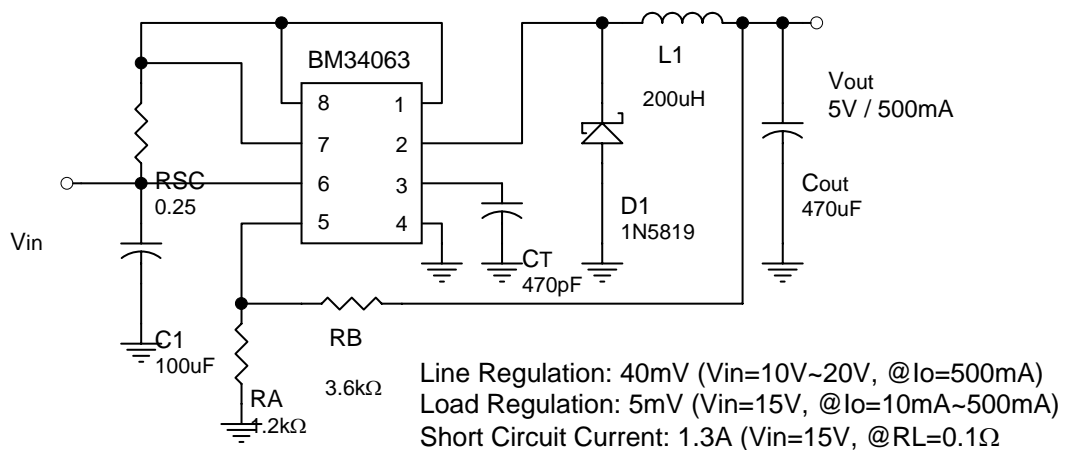 BM34063
8 1
7 2
6 3
5 4
L1
200uH
Vout
5V / 500mA
RSC
0.25
Vin
D1
1N5819
Cout
470uF
CT
470pF
C1
100uF
RB
3.6kΩ
RA
1.2kΩ
Line Regulation: 40mV (Vin=10V~20V, @Io=500mA)
Load Regulation: 5mV (Vin=15V, @Io=10mA~500mA)
Short Circuit Current: 1.3A (Vin=15V, @RL=0.1Ω